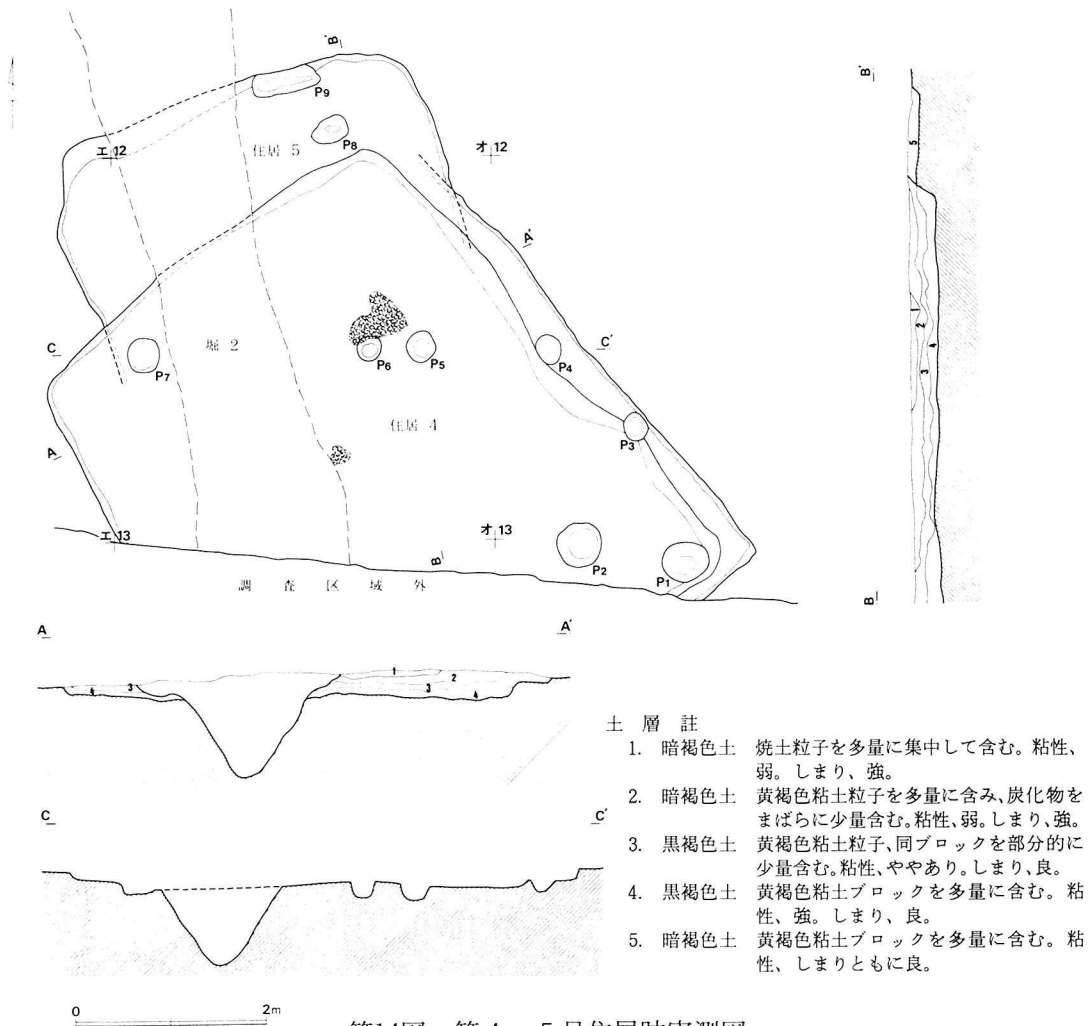 B′
P9
エ 12
住居 5
P8
オ 12
A′
C
堀 2
P7
P6
P5
P4
C′
住居 4
P3
A
エ 13
オ 13
B
P2
P1
調査区域外
B′
5
1
2
3
4
B
A
A′
4
3
1
2
3
4
C
C′
土層註
1. 暗褐色土 焼土粒子を多量に集中して含む。粘性、
弱。しまり、強。
2. 暗褐色土 黄褐色粘土粒子を多量に含み、炭化物を
まばらに少量含む。粘性、弱。しまり、強。
3. 黒褐色土 黄褐色粘土粒子、同ブロックを部分的に
少量含む。粘性、ややあり。しまり、良。
4. 黒褐色土 黄褐色粘土ブロックを多量に含む。粘
性、強。しまり、良。
5. 暗褐色土 黄褐色粘土ブロックを多量に含む。粘
性、しまりともに良。
0 2m